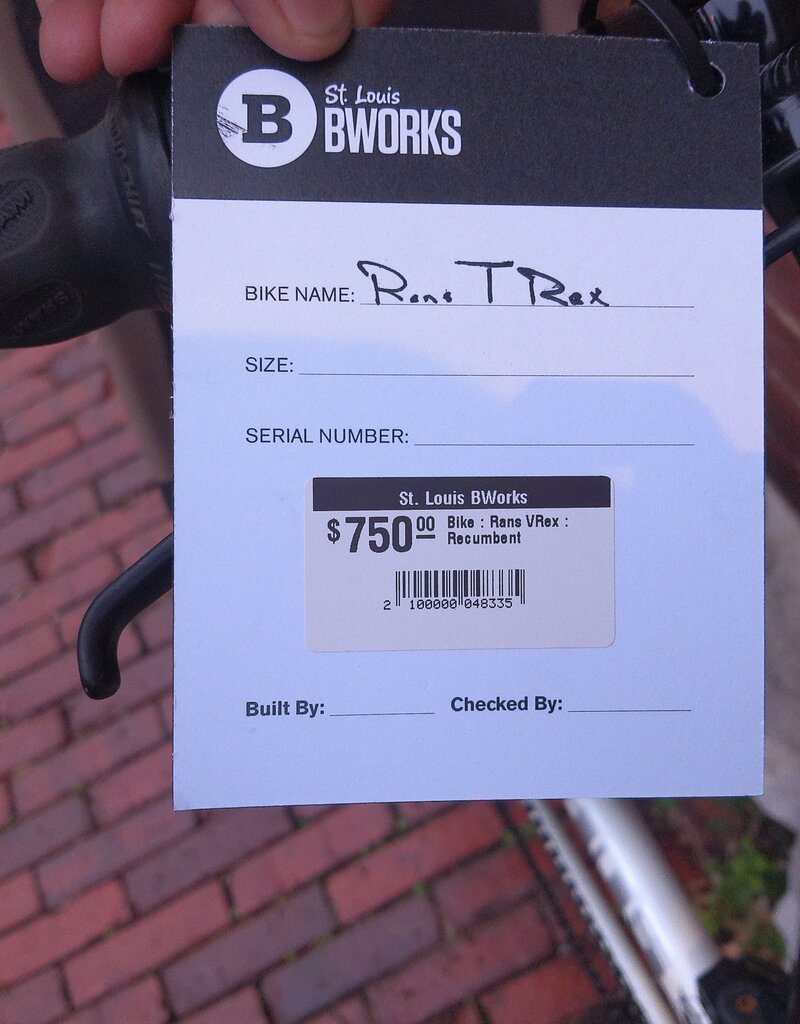 B
St. Louis
BWORKS
BIKE NAME: Rans T Rex
SIZE:
SERIAL NUMBER:
St. Louis BWorks
$750.00 Bike : Rans VRex :
Recumbent
2 100000 048335
Built By: Checked By: